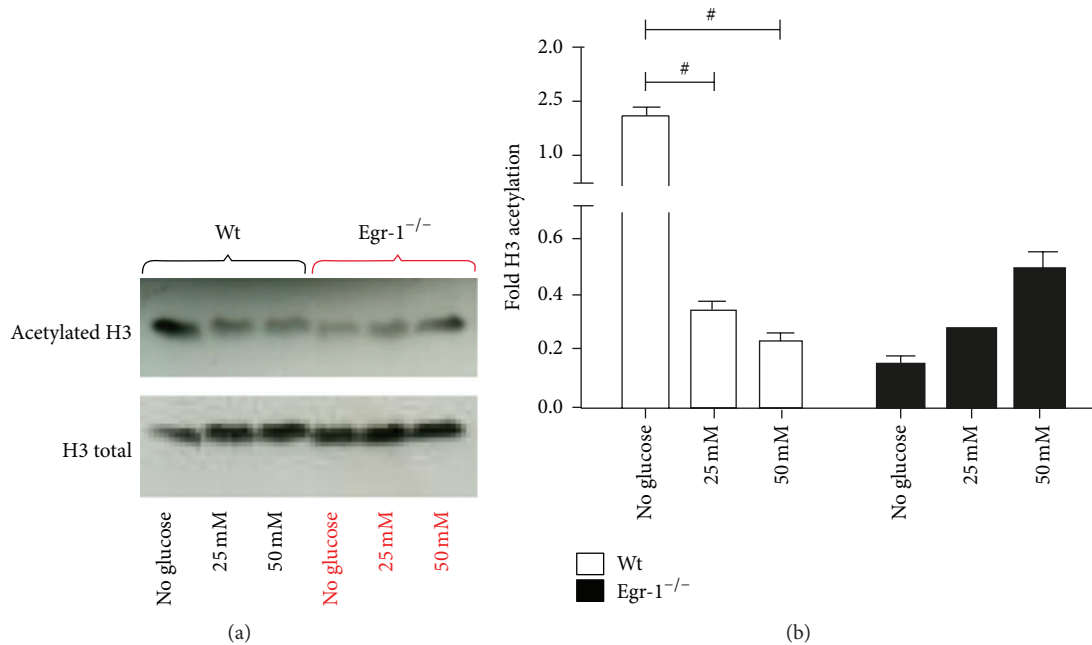 Wt
Egr-1−/−
Acetylated H3
H3 total
No glucose
25 mM
50 mM
No glucose
25 mM
50 mM
(a)
Fold H3 acetylation
2.0
2.5
1.0
0.6
0.4
0.2
0.0
#
#
No glucose
25 mM
50 mM
No glucose
25 mM
50 mM
Wt
Egr-1−/−
(b)